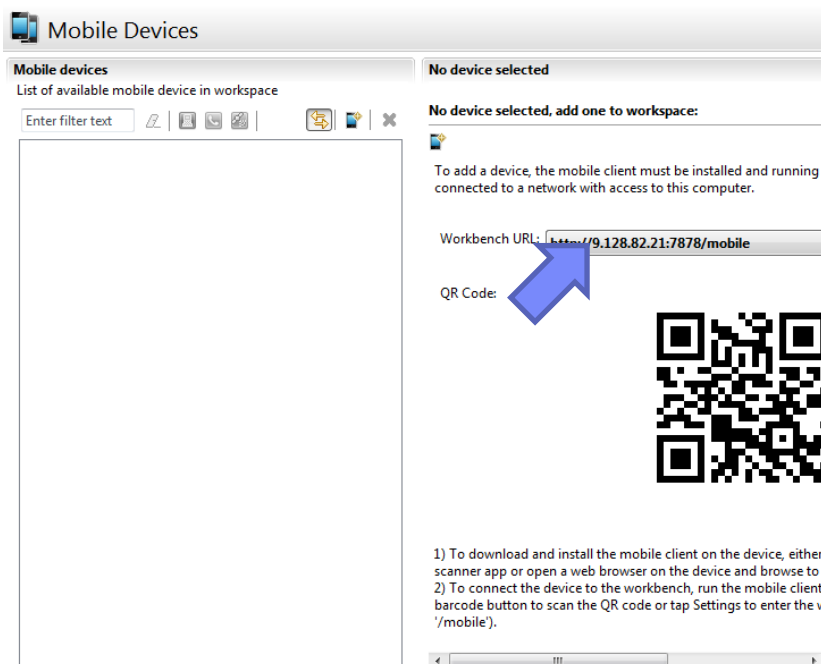 Mobile Devices
Mobile devices
List of available mobile device in workspace
Enter filter text
No device selected
No device selected, add one to workspace:
To add a device, the mobile client must be installed and running
connected to a network with access to this computer.
Workbench URL: http://9.128.82.21:7878/mobile
QR Code:
1) To download and install the mobile client on the device, either
scanner app or open a web browser on the device and browse to
2) To connect the device to the workbench, run the mobile client
barcode button to scan the QR code or tap Settings to enter the
'/mobile').